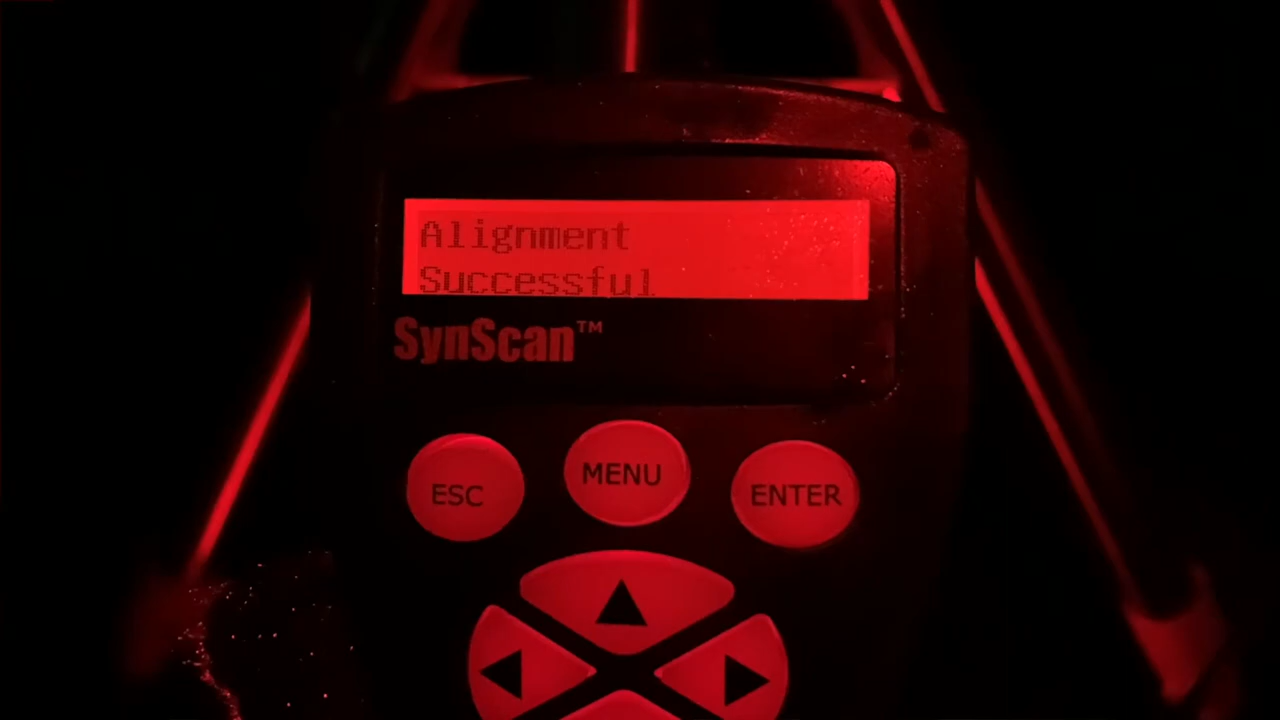 Alignment
Successful
SynScan™
ESC
MENU
ENTER